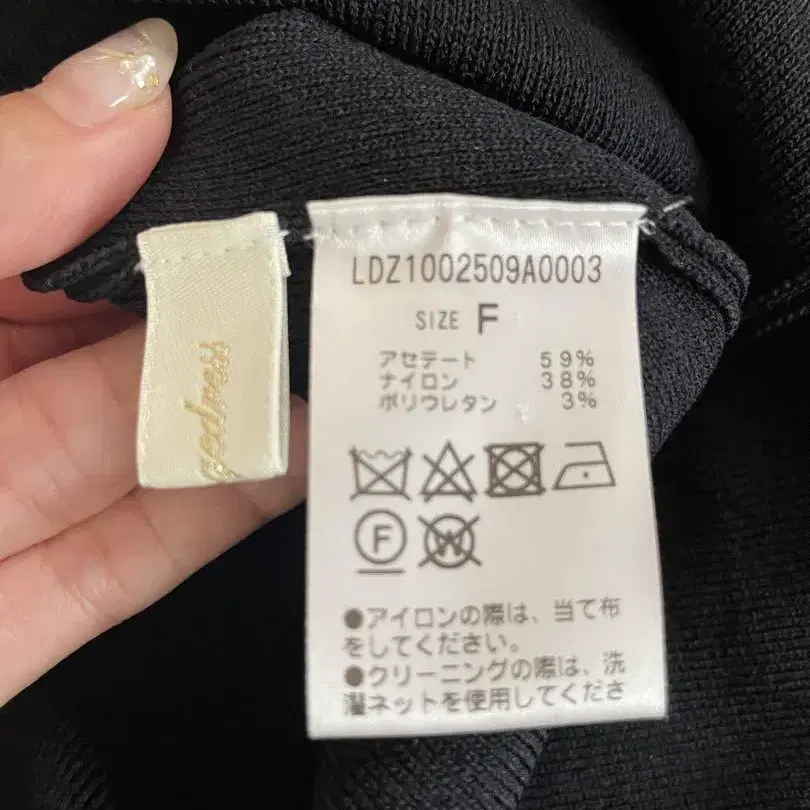 LDZ1002509A0003
SIZE F
アセテート 59%
ナイロン 38%
ポリウレタン 3%
F
W
●アイロンの際は、当て布
をしてください。
●クリーニングの際は、洗
濯ネットを使用してくださ